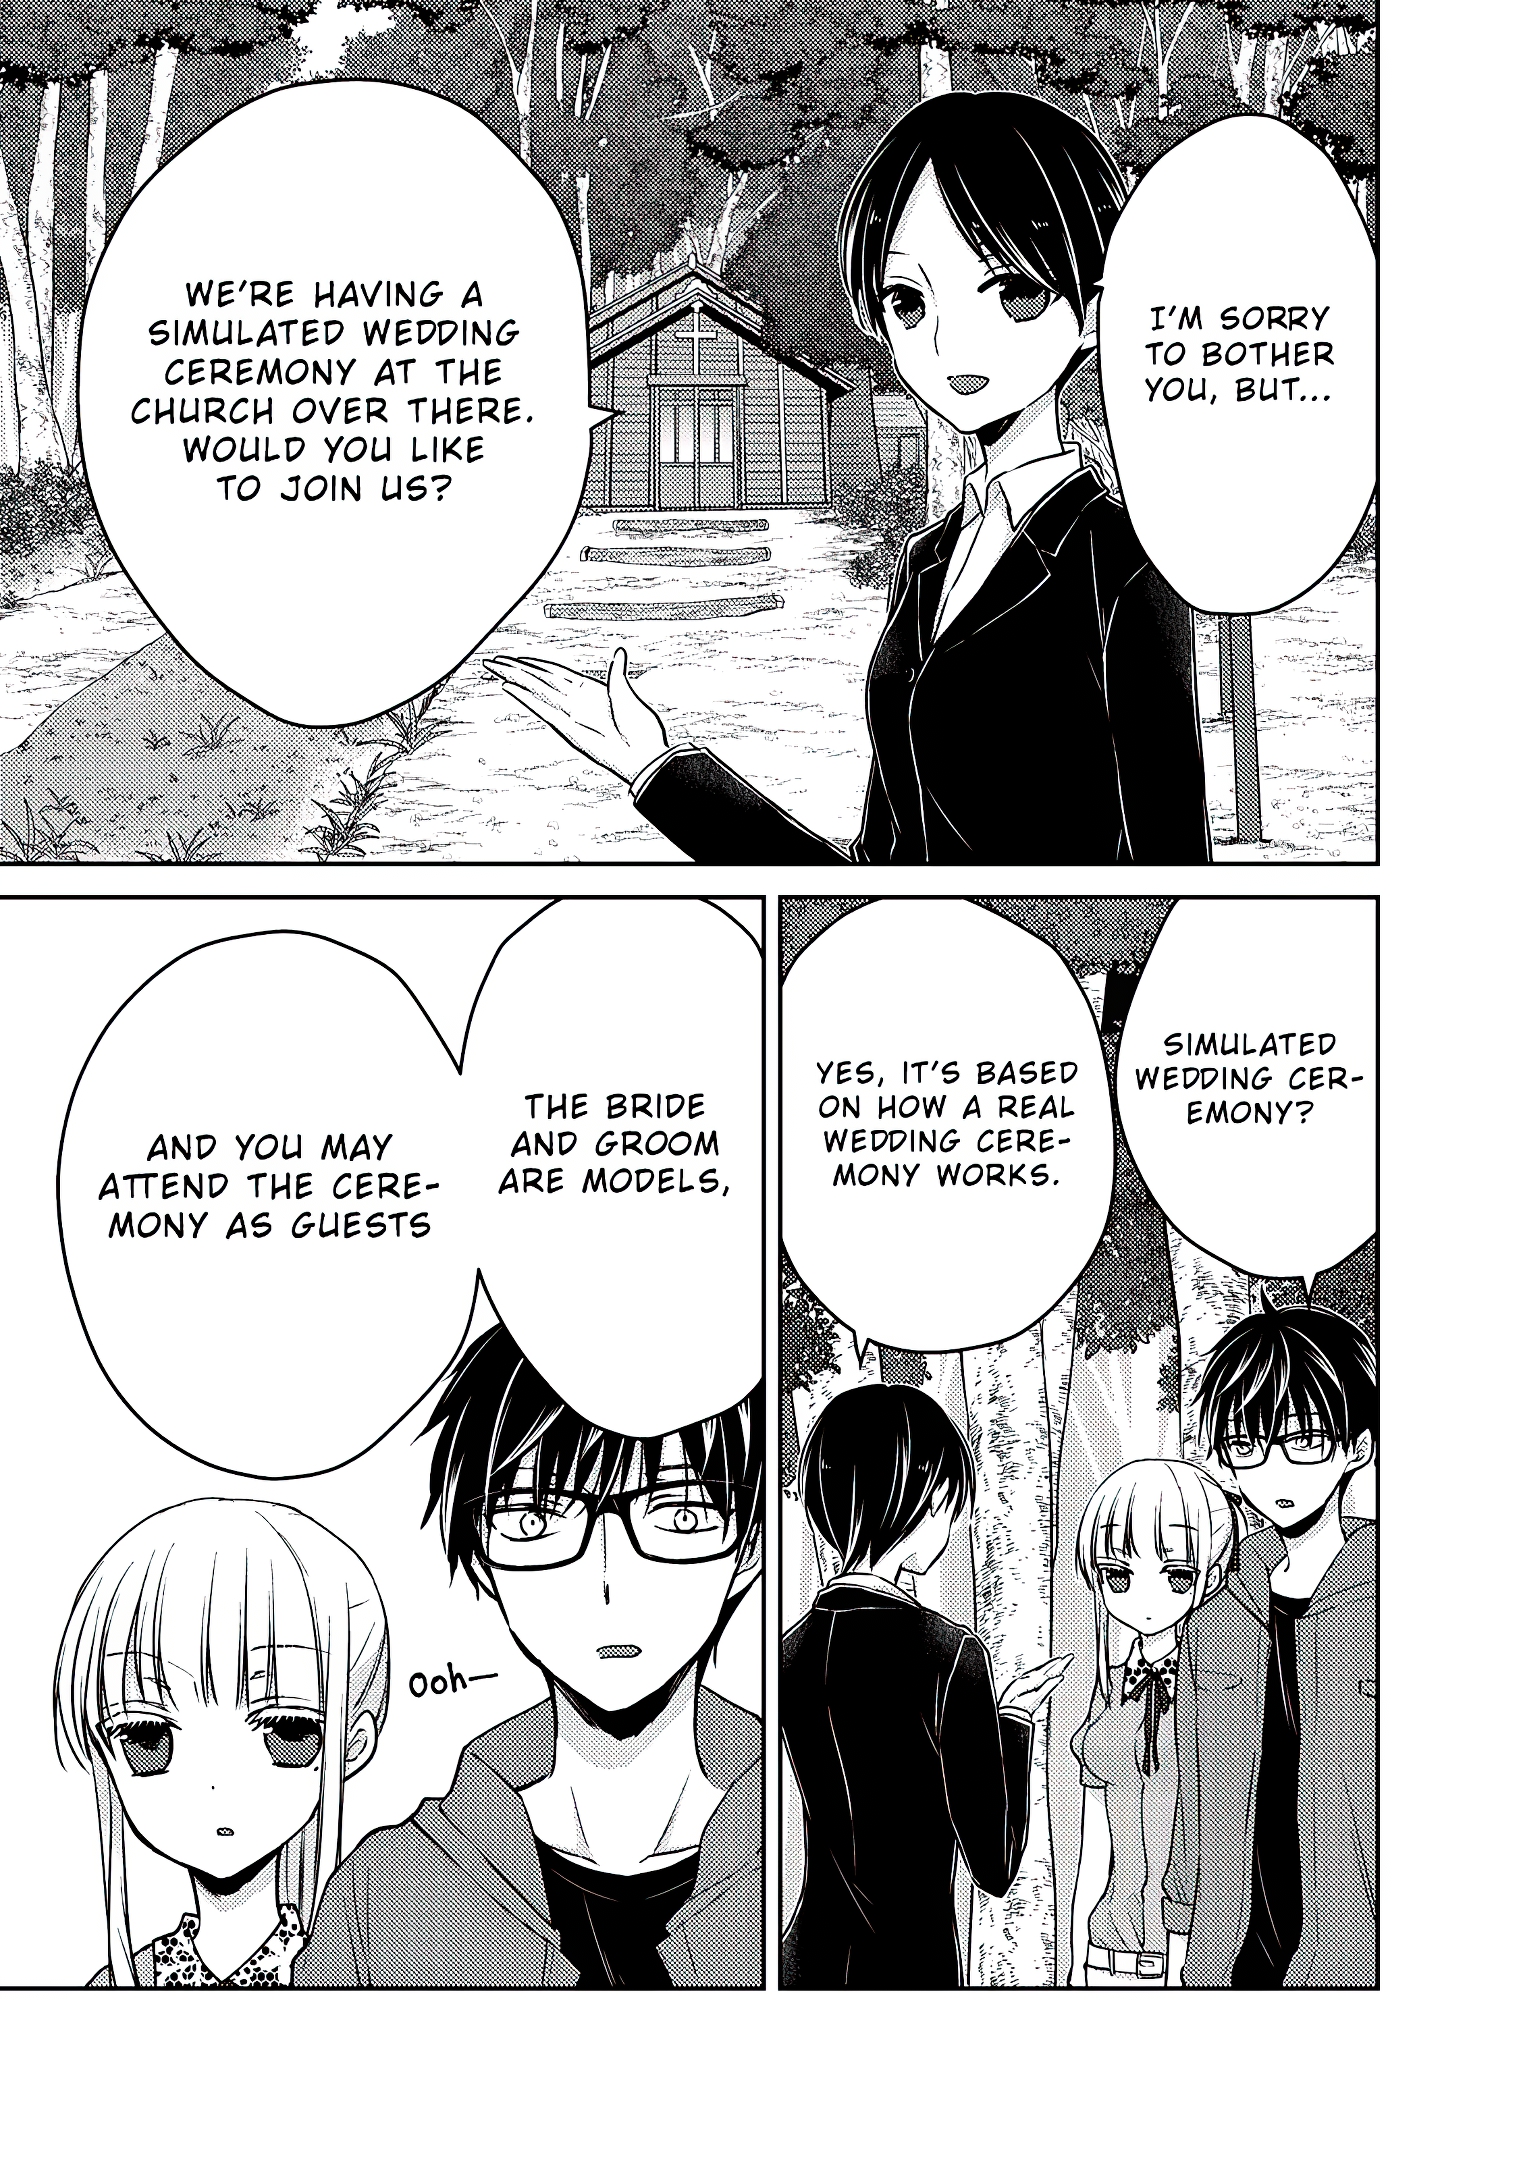 I'M SORRY
TO BOTHER
YOU, BUT...
WE'RE HAVING A
SIMULATED WEDDING
CEREMONY AT THE
CHURCH OVER THERE.
WOULD YOU LIKE
TO JOIN US?
SIMULATED
WEDDING CER-
EMONY?
YES, IT'S BASED
ON HOW A REAL
WEDDING CERE-
MONY WORKS.
THE BRIDE
AND GROOM
ARE MODELS,
AND YOU MAY
ATTEND THE CERE-
MONY AS GUESTS
Ooh—